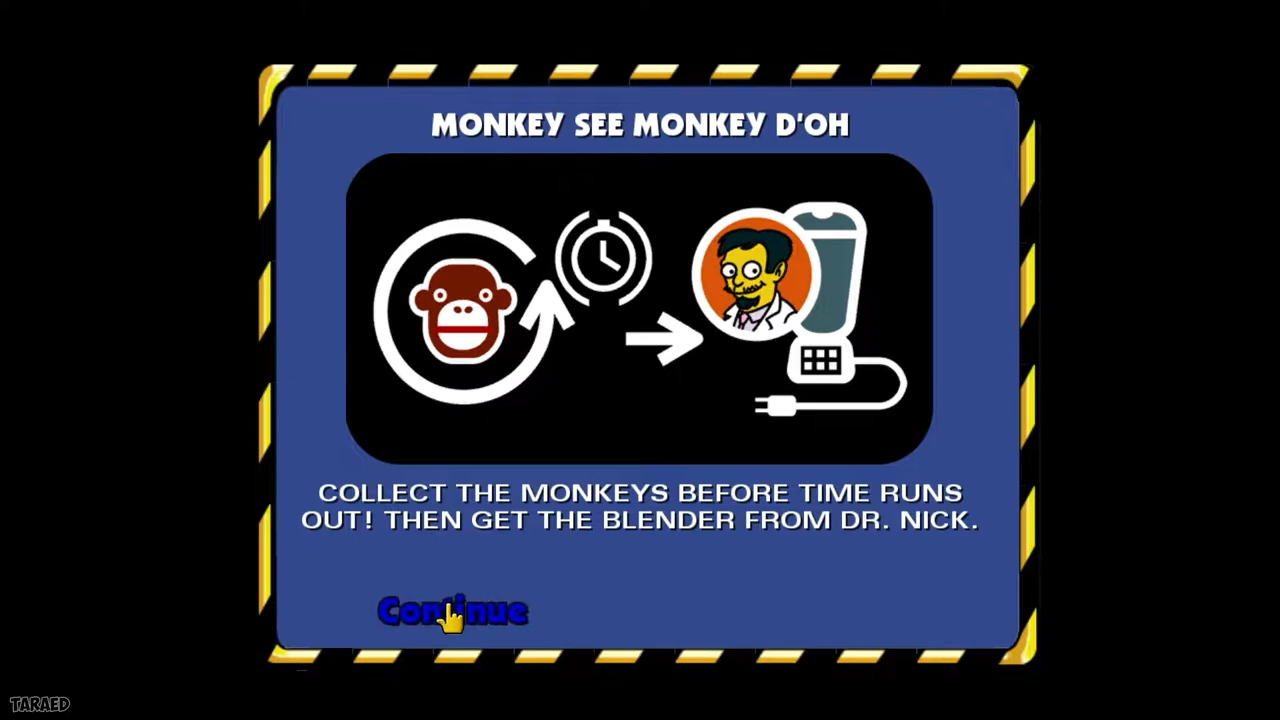 MONKEY SEE MONKEY D'OH
COLLECT THE MONKEYS BEFORE TIME RUNS
OUT! THEN GET THE BLENDER FROM DR. NICK.
Continue
TARAED